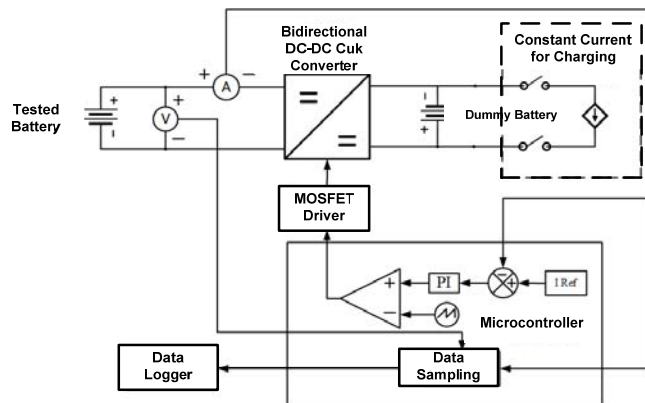 Bidirectional
DC-DC Cuk
Converter
Constant Current
for Charging
+ A −
Tested
Battery
+
-
+
V
−
-
+
Dummy Battery
MOSFET
Driver
+
−
PI
−
+
I Ref
Microcontroller
Data
Logger
Data
Sampling